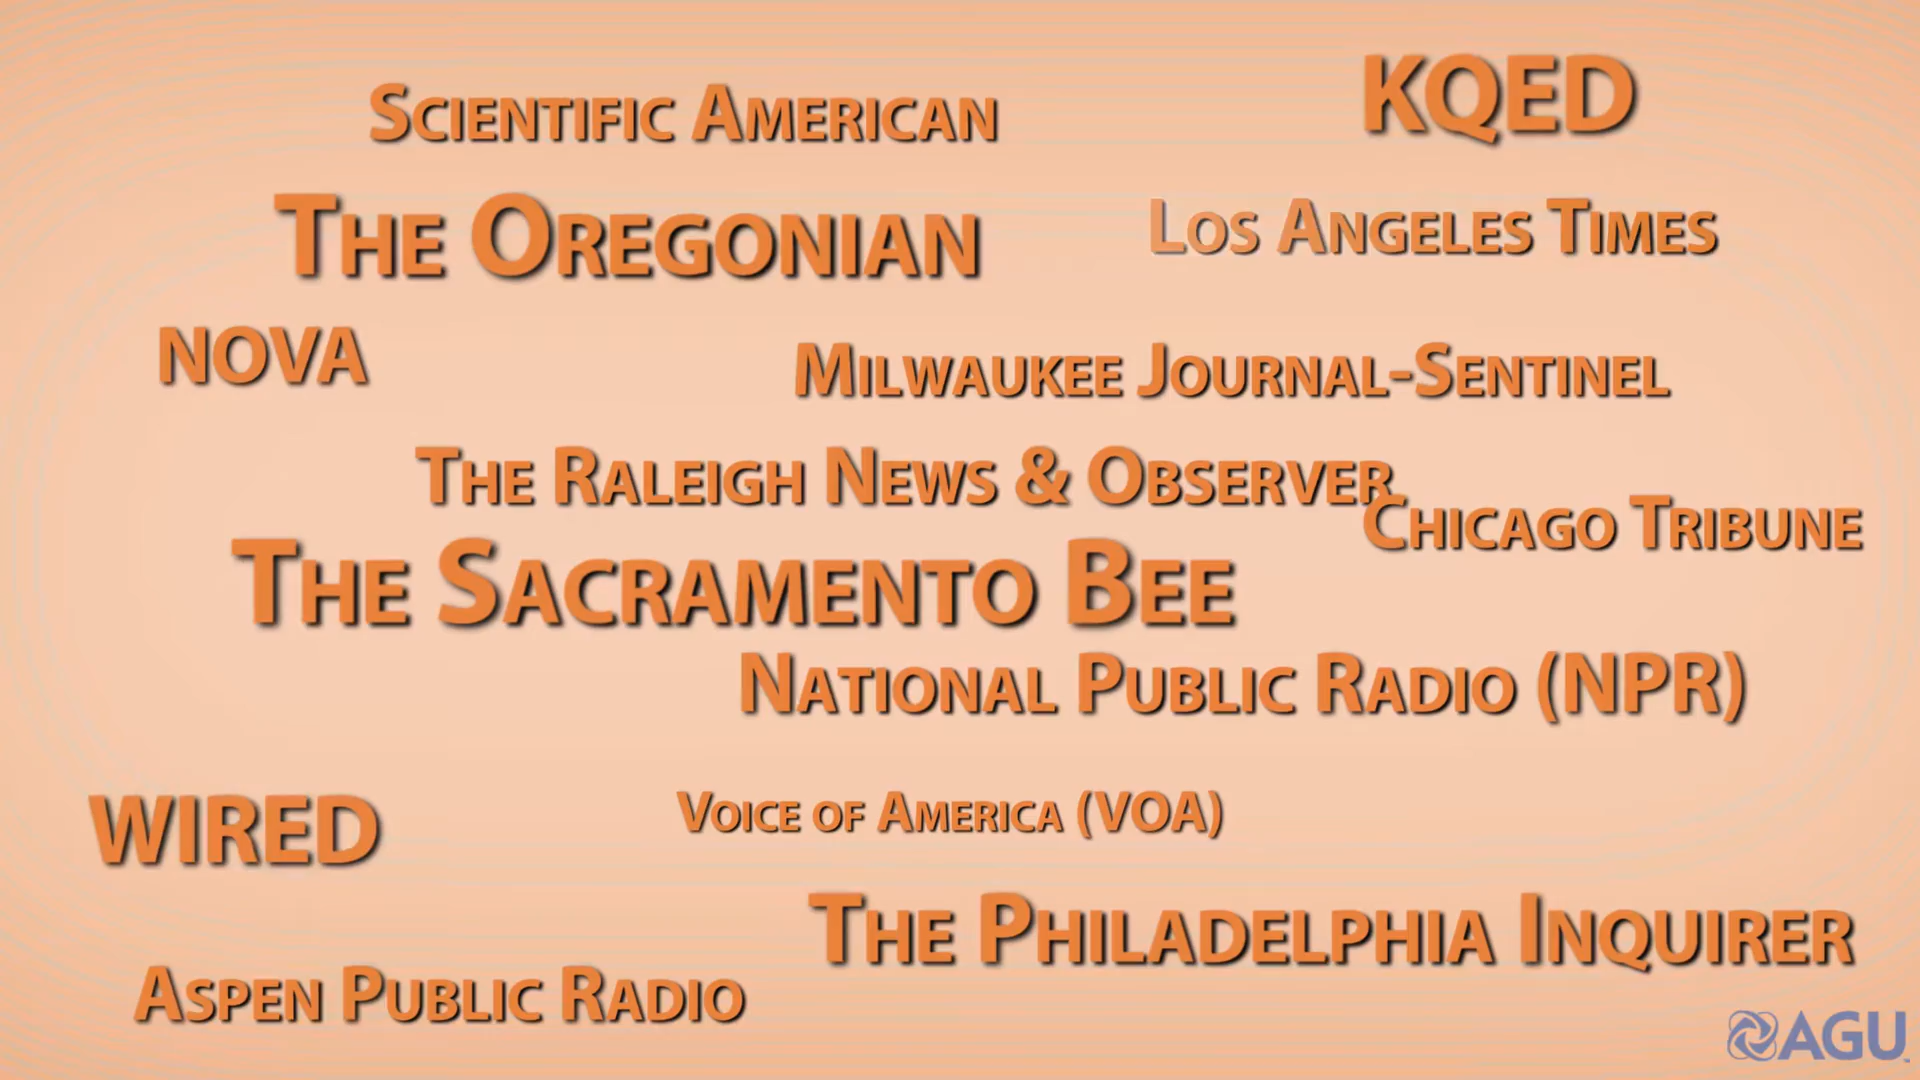 KQED
Scientific American
The Oregonian
Los Angeles Times
NOVA
Milwaukee Journal-Sentinel
The Raleigh News & Observer
Chicago Tribune
The Sacramento Bee
National Public Radio (NPR)
WIRED
Voice of America (VOA)
The Philadelphia Inquirer
Aspen Public Radio
AGU